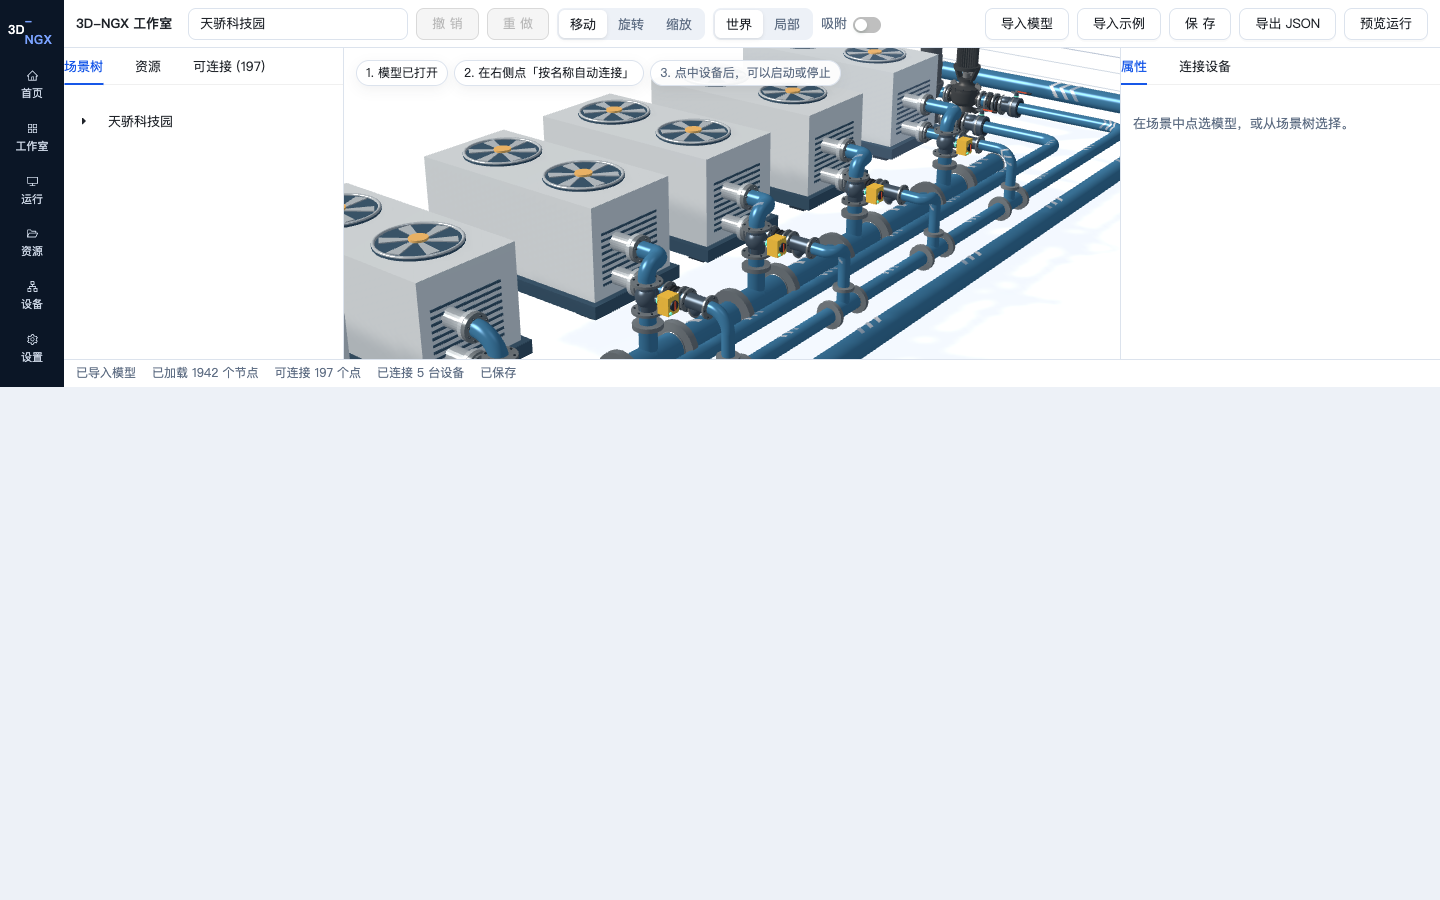 3D-NGX
首页
工作室
运行
资源
设备
设置
3D-NGX 工作室
天骄科技园
撤 销
重 做
移动
旋转
缩放
世界
局部
吸附
导入模型
导入示例
保 存
导出 JSON
预览运行
场景树
资源
可连接 (197)
天骄科技园
1. 模型已打开
2. 在右侧点「按名称自动连接」
3. 点中设备后，可以启动或停止
属性
连接设备
在场景中点选模型，或从场景树选择。
已导入模型
已加载 1942 个节点
可连接 197 个点
已连接 5 台设备
已保存